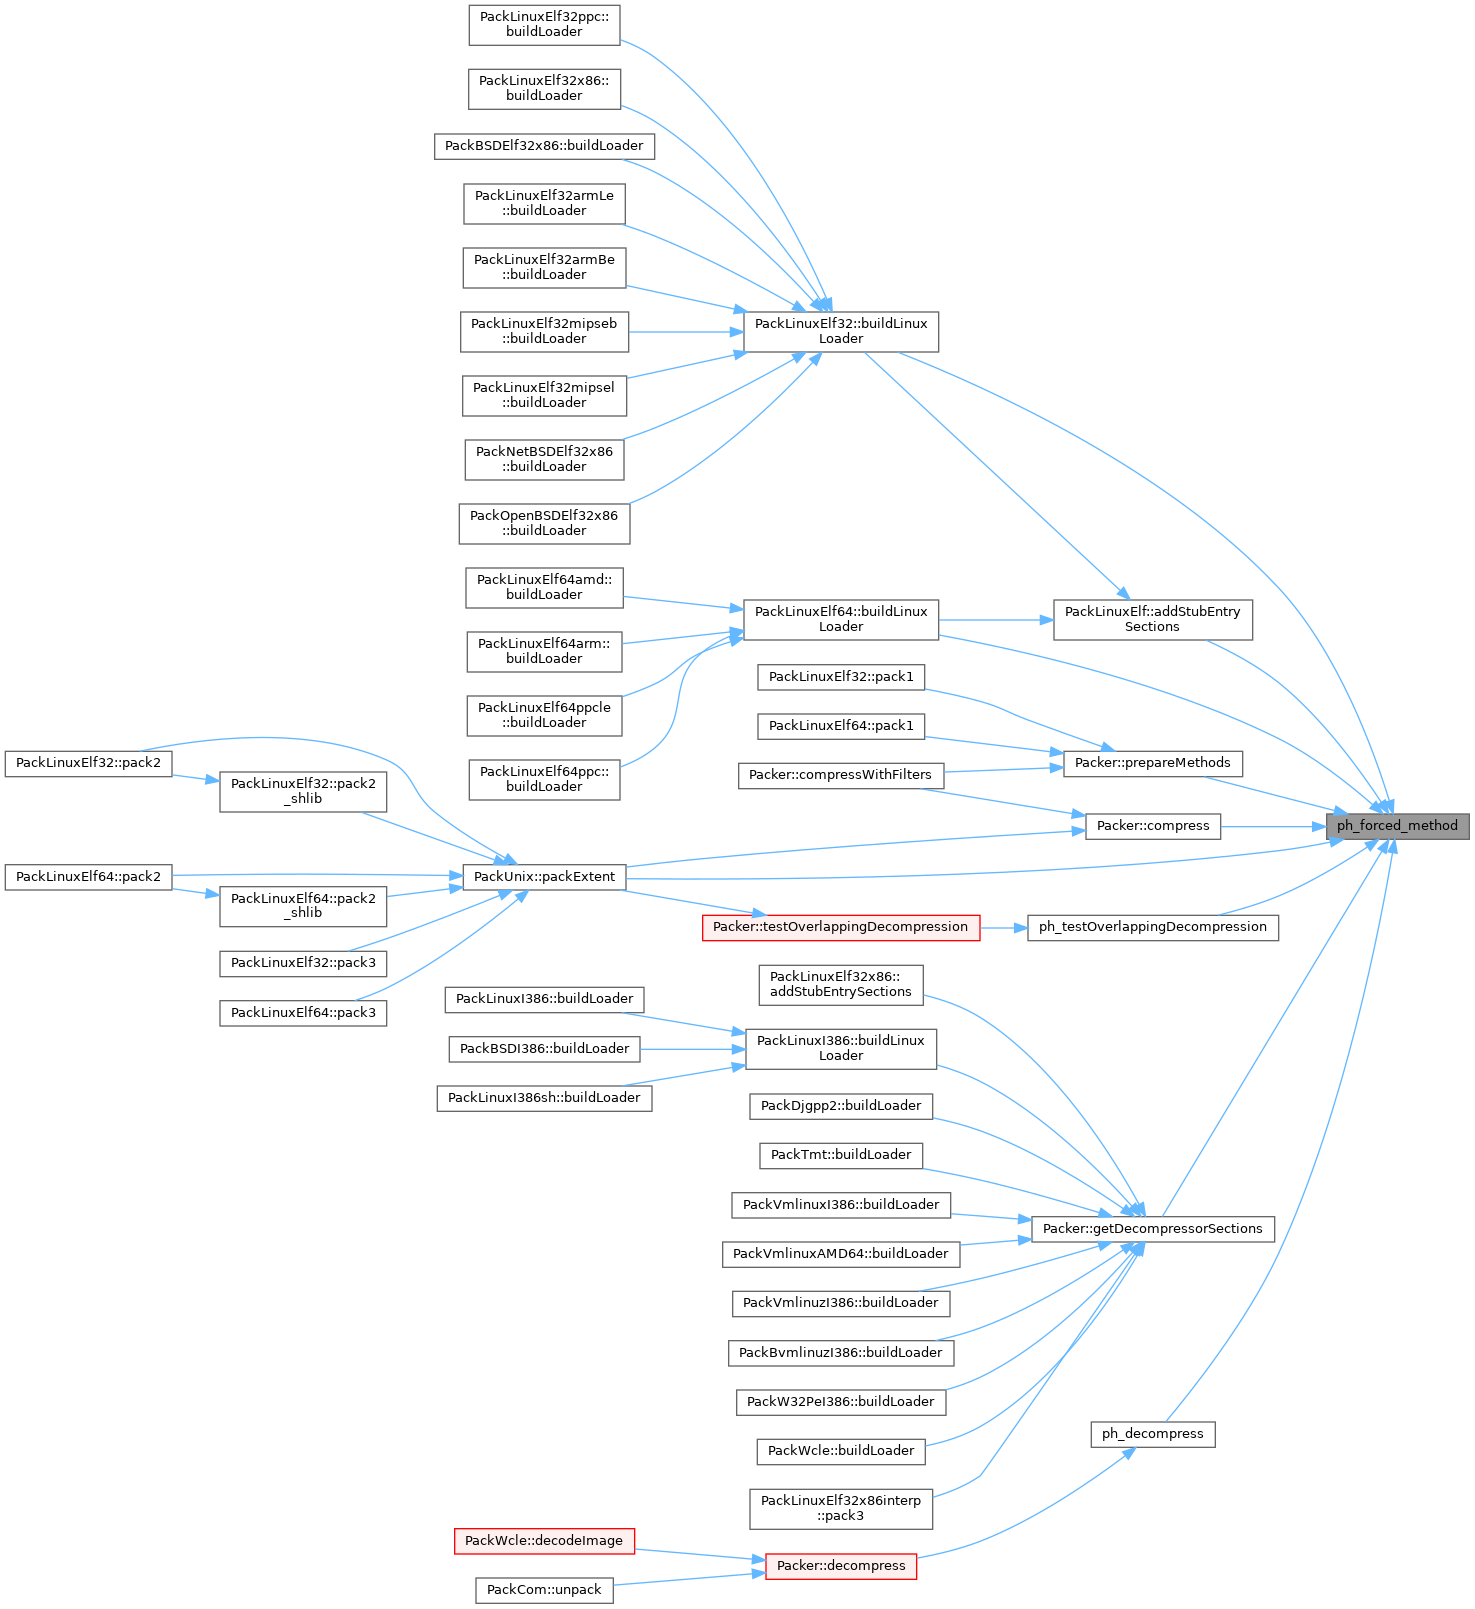 PackLinuxElf32ppc::
buildLoader
PackLinuxElf32x86::
buildLoader
PackBSDElf32x86::buildLoader
PackLinuxElf32armLe
::buildLoader
PackLinuxElf32armBe
::buildLoader
PackLinuxElf32mipseb
::buildLoader
PackLinuxElf32mipsel
::buildLoader
PackNetBSDElf32x86
::buildLoader
PackOpenBSDElf32x86
::buildLoader
PackLinuxElf32::buildLinux
Loader
PackLinuxElf64amd::
buildLoader
PackLinuxElf64arm::
buildLoader
PackLinuxElf64ppcle
::buildLoader
PackLinuxElf64ppc::
buildLoader
PackLinuxElf64::buildLinux
Loader
PackLinuxElf::addStubEntry
Sections
PackLinuxElf32::pack1
PackLinuxElf64::pack1
Packer::compressWithFilters
Packer::prepareMethods
Packer::compress
ph_forced_method
PackLinuxElf32::pack2
PackLinuxElf32::pack2
_shlib
PackLinuxElf64::pack2
PackLinuxElf64::pack2
_shlib
PackLinuxElf32::pack3
PackLinuxElf64::pack3
PackUnix::packExtent
Packer::testOverlappingDecompression
ph_testOverlappingDecompression
PackLinuxElf32x86::
addStubEntrySections
PackLinuxI386::buildLoader
PackBSDI386::buildLoader
PackLinuxI386sh::buildLoader
PackLinuxI386::buildLinux
Loader
PackDjgpp2::buildLoader
PackTmt::buildLoader
PackVmlinuxI386::buildLoader
PackVmlinuxAMD64::buildLoader
PackVmlinuzI386::buildLoader
PackBvmlinuzI386::buildLoader
PackW32PeI386::buildLoader
PackWcle::buildLoader
PackLinuxElf32x86interp
::pack3
Packer::getDecompressorSections
ph_decompress
PackWcle::decodeImage
PackCom::unpack
Packer::decompress